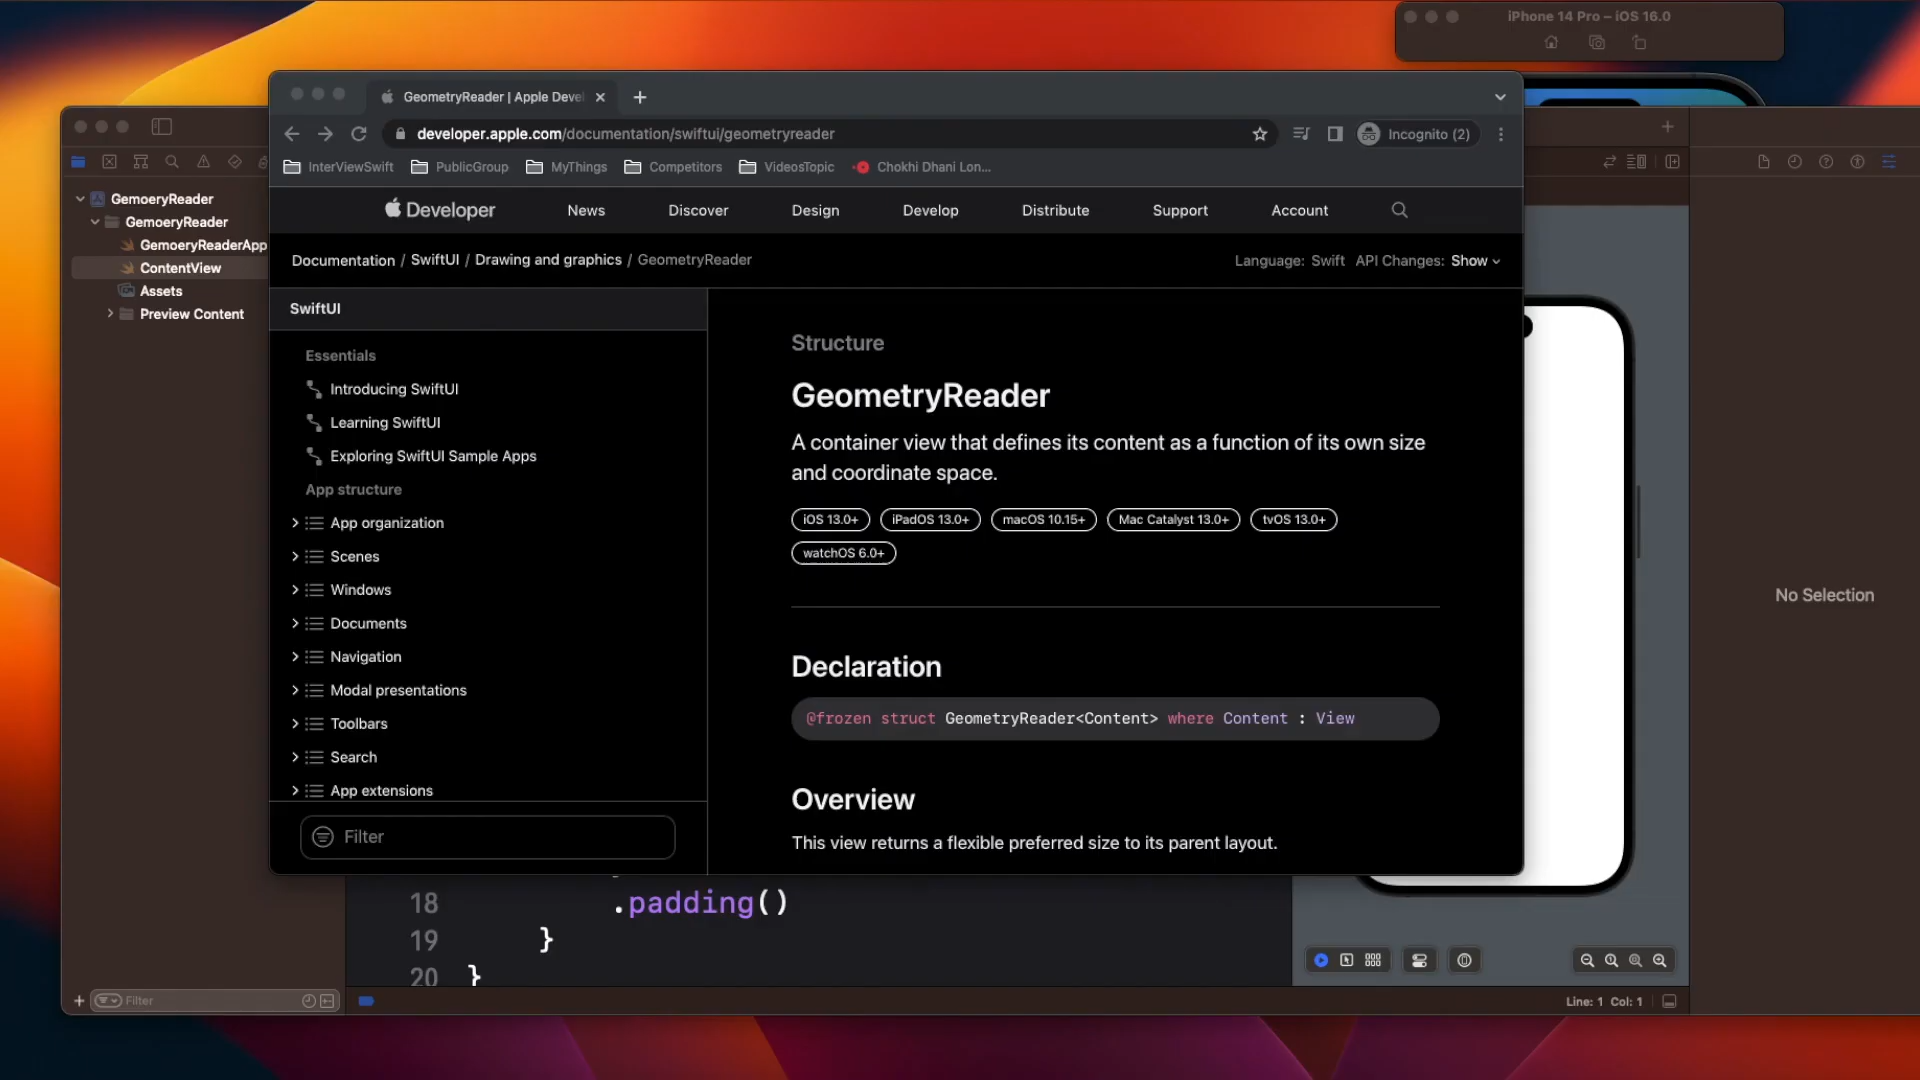 iPhone 14 Pro – iOS 16.0
GeometryReader | Apple Devel
developer.apple.com/documentation/swiftui/geometryreader
Incognito (2)
InterViewSwift
PublicGroup
MyThings
Competitors
VideosTopic
Chokhi Dhani Lon...
Developer
News
Discover
Design
Develop
Distribute
Support
Account
Documentation / SwiftUI / Drawing and graphics / GeometryReader
Language: Swift
API Changes: Show
GemoeryReader
GemoeryReader
GemoeryReaderApp
ContentView
Assets
Preview Content
SwiftUI
Essentials
Introducing SwiftUI
Learning SwiftUI
Exploring SwiftUI Sample Apps
App structure
App organization
Scenes
Windows
Documents
Navigation
Modal presentations
Toolbars
Search
App extensions
Filter
Structure
GeometryReader
A container view that defines its content as a function of its own size
and coordinate space.
iOS 13.0+
iPadOS 13.0+
macOS 10.15+
Mac Catalyst 13.0+
tvOS 13.0+
watchOS 6.0+
Declaration
@frozen struct GeometryReader<Content> where Content : View
Overview
This view returns a flexible preferred size to its parent layout.
No Selection
18 .padding()
19 }
20 }
Filter
Line: 1 Col: 1